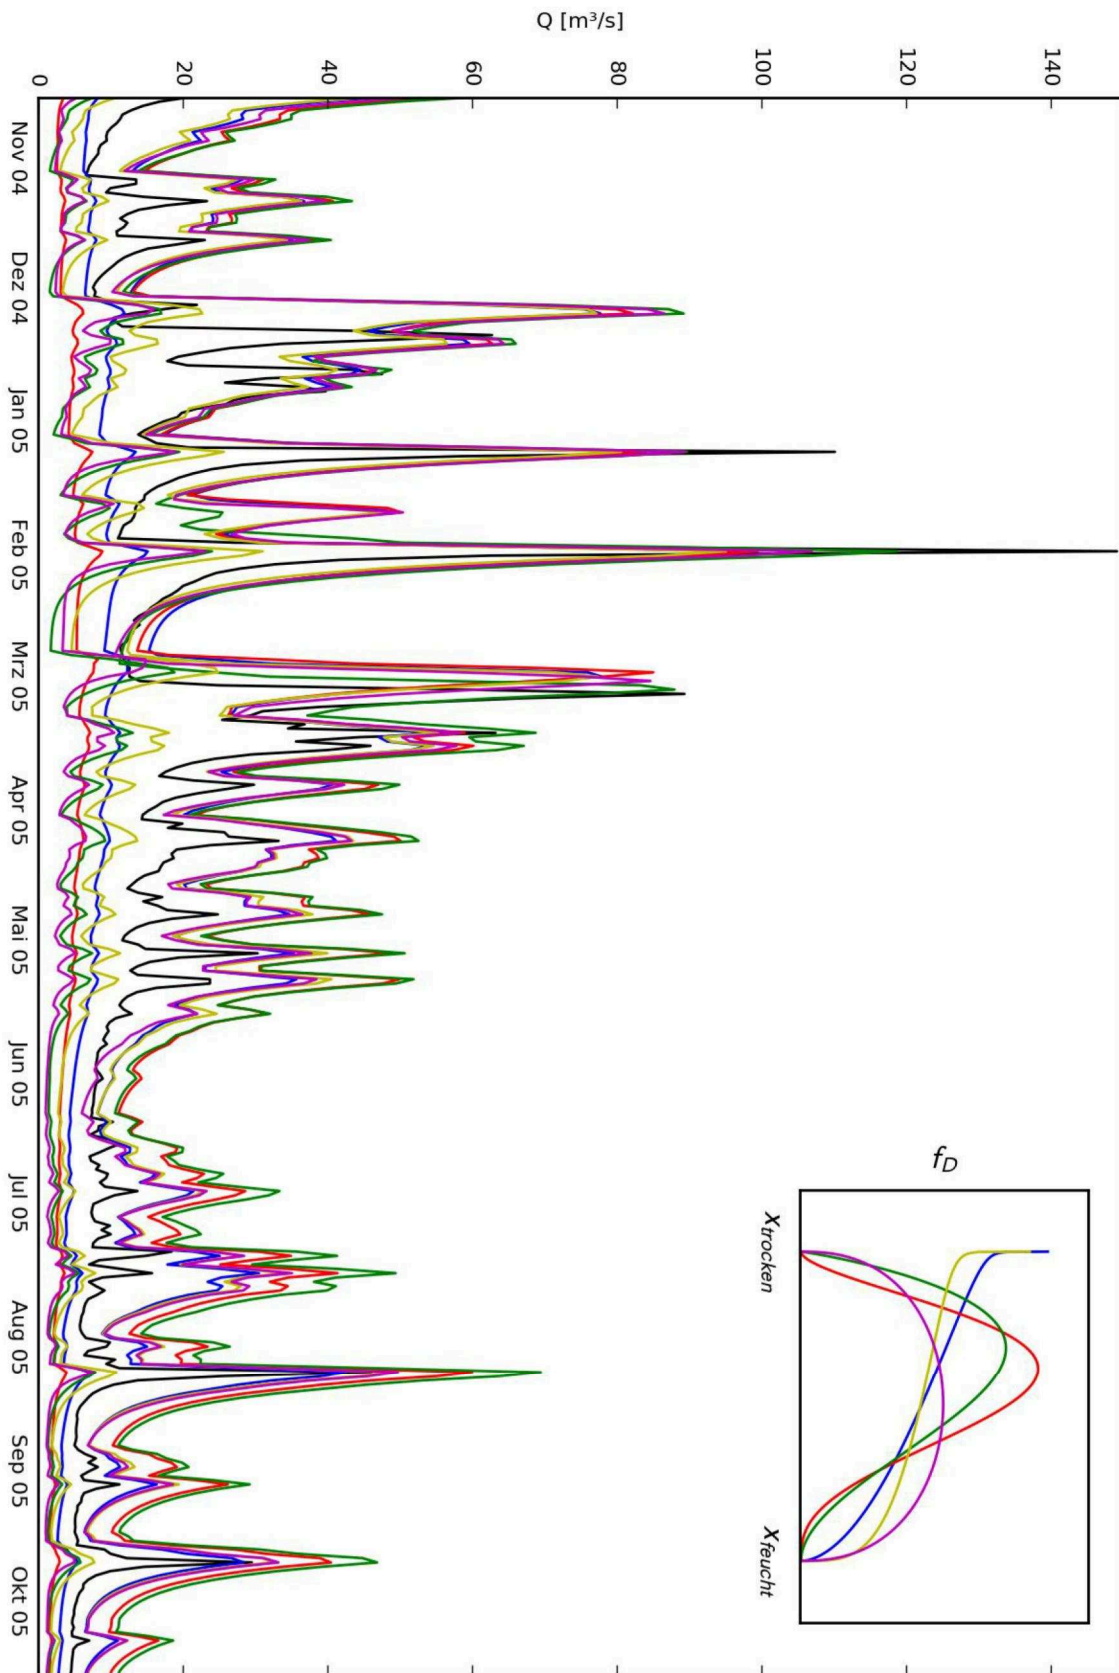 Q [m³/s]
0
20
40
60
80
100
120
140
Nov 04
Dez 04
Jan 05
Feb 05
Mrz 05
Apr 05
Mai 05
Jun 05
Jul 05
Aug 05
Sep 05
Okt 05
f_D
x_trocken
x_feucht